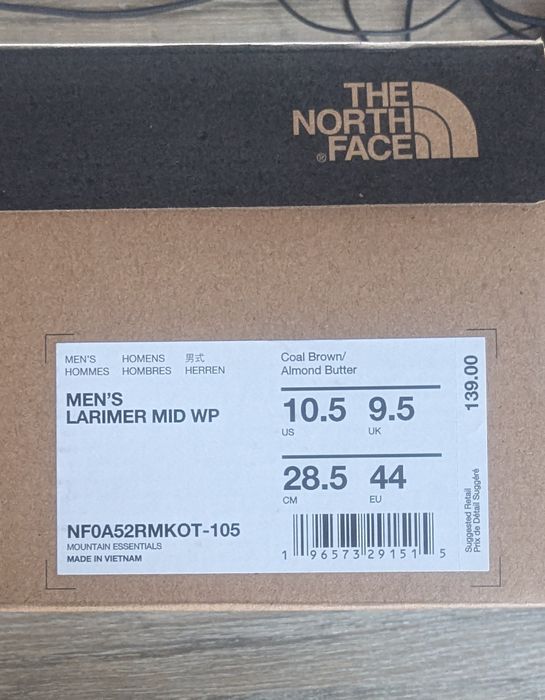 THE
NORTH
® FACE
MEN'S HOMENS 男式
HOMMES HOMBRES HERREN
MEN'S
LARIMER MID WP
NF0A52RMKOT-105
MOUNTAIN ESSENTIALS
MADE IN VIETNAM
Coal Brown/
Almond Butter
10.5 9.5
US UK
28.5 44
CM EU
1 96573 29151 5
139.00
Suggested Retail
Prix de Détail Suggéré